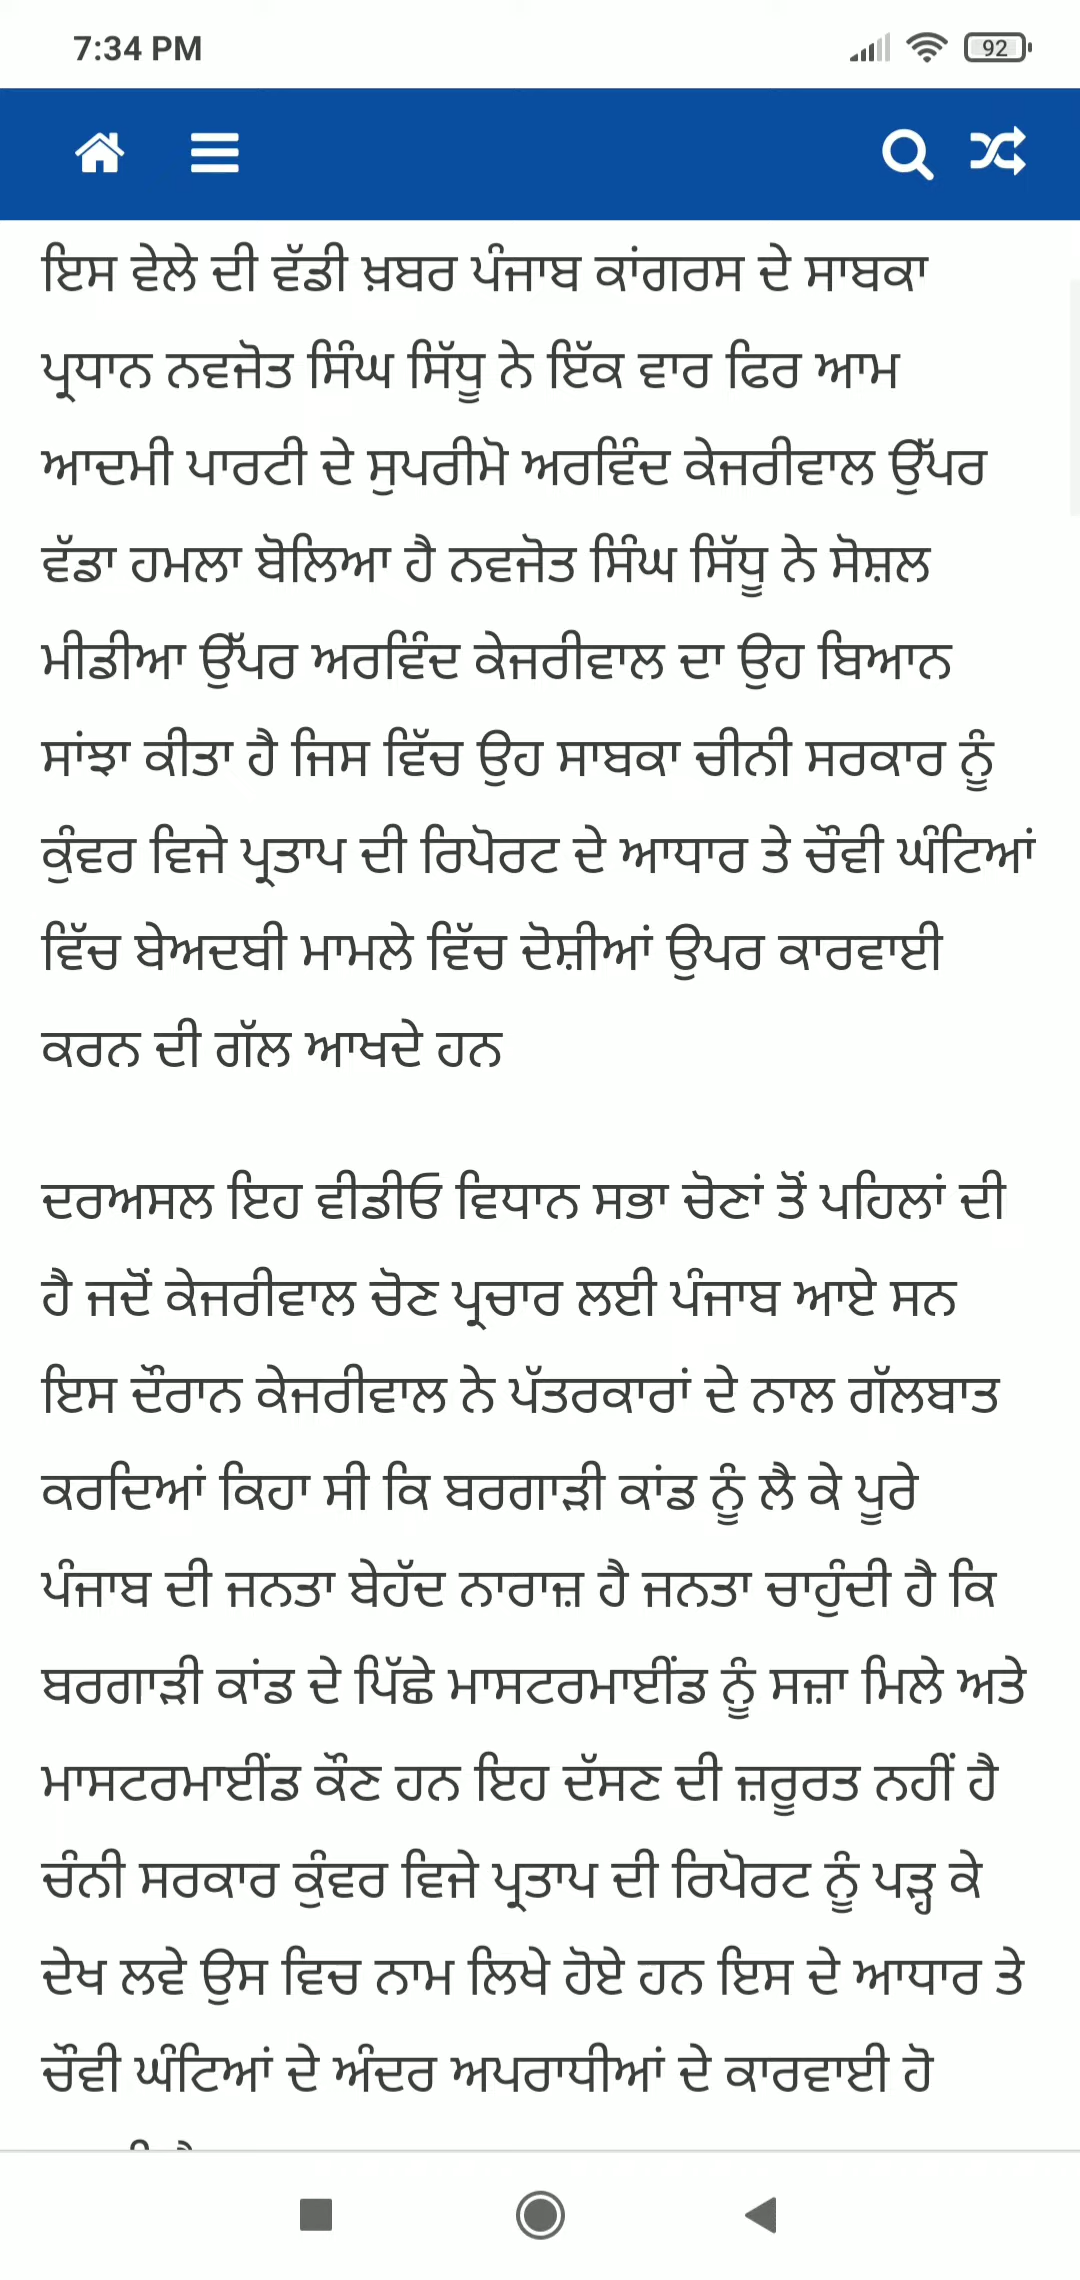 7:34 PM
92
ਇਸ ਵੇਲੇ ਦੀ ਵੱਡੀ ਖ਼ਬਰ ਪੰਜਾਬ ਕਾਂਗਰਸ ਦੇ ਸਾਬਕਾ
ਪ੍ਰਧਾਨ ਨਵਜੋਤ ਸਿੰਘ ਸਿੱਧੂ ਨੇ ਇੱਕ ਵਾਰ ਫਿਰ ਆਮ
ਆਦਮੀ ਪਾਰਟੀ ਦੇ ਸੁਪਰੀਮੋ ਅਰਵਿੰਦ ਕੇਜਰੀਵਾਲ ਉੱਪਰ
ਵੱਡਾ ਹਮਲਾ ਬੋਲਿਆ ਹੈ ਨਵਜੋਤ ਸਿੰਘ ਸਿੱਧੂ ਨੇ ਸੋਸ਼ਲ
ਮੀਡੀਆ ਉੱਪਰ ਅਰਵਿੰਦ ਕੇਜਰੀਵਾਲ ਦਾ ਉਹ ਬਿਆਨ
ਸਾਂਝਾ ਕੀਤਾ ਹੈ ਜਿਸ ਵਿੱਚ ਉਹ ਸਾਬਕਾ ਚੀਨੀ ਸਰਕਾਰ ਨੂੰ
ਕੁੰਵਰ ਵਿਜੇ ਪ੍ਰਤਾਪ ਦੀ ਰਿਪੋਰਟ ਦੇ ਆਧਾਰ ਤੇ ਚੌਵੀ ਘੰਟਿਆਂ
ਵਿੱਚ ਬੇਅਦਬੀ ਮਾਮਲੇ ਵਿੱਚ ਦੋਸ਼ੀਆਂ ਉਪਰ ਕਾਰਵਾਈ
ਕਰਨ ਦੀ ਗੱਲ ਆਖਦੇ ਹਨ
ਦਰਅਸਲ ਇਹ ਵੀਡੀਓ ਵਿਧਾਨ ਸਭਾ ਚੋਣਾਂ ਤੋਂ ਪਹਿਲਾਂ ਦੀ
ਹੈ ਜਦੋਂ ਕੇਜਰੀਵਾਲ ਚੋਣ ਪ੍ਰਚਾਰ ਲਈ ਪੰਜਾਬ ਆਏ ਸਨ
ਇਸ ਦੌਰਾਨ ਕੇਜਰੀਵਾਲ ਨੇ ਪੱਤਰਕਾਰਾਂ ਦੇ ਨਾਲ ਗੱਲਬਾਤ
ਕਰਦਿਆਂ ਕਿਹਾ ਸੀ ਕਿ ਬਰਗਾੜੀ ਕਾਂਡ ਨੂੰ ਲੈ ਕੇ ਪੂਰੇ
ਪੰਜਾਬ ਦੀ ਜਨਤਾ ਬੇਹੱਦ ਨਾਰਾਜ਼ ਹੈ ਜਨਤਾ ਚਾਹੁੰਦੀ ਹੈ ਕਿ
ਬਰਗਾੜੀ ਕਾਂਡ ਦੇ ਪਿੱਛੇ ਮਾਸਟਰਮਾਈਂਡ ਨੂੰ ਸਜ਼ਾ ਮਿਲੇ ਅਤੇ
ਮਾਸਟਰਮਾਈਂਡ ਕੌਣ ਹਨ ਇਹ ਦੱਸਣ ਦੀ ਜ਼ਰੂਰਤ ਨਹੀਂ ਹੈ
ਚੰਨੀ ਸਰਕਾਰ ਕੁੰਵਰ ਵਿਜੇ ਪ੍ਰਤਾਪ ਦੀ ਰਿਪੋਰਟ ਨੂੰ ਪੜ੍ਹ ਕੇ
ਦੇਖ ਲਵੇ ਉਸ ਵਿਚ ਨਾਮ ਲਿਖੇ ਹੋਏ ਹਨ ਇਸ ਦੇ ਆਧਾਰ ਤੇ
ਚੌਵੀ ਘੰਟਿਆਂ ਦੇ ਅੰਦਰ ਅਪਰਾਧੀਆਂ ਦੇ ਕਾਰਵਾਈ ਹੋ